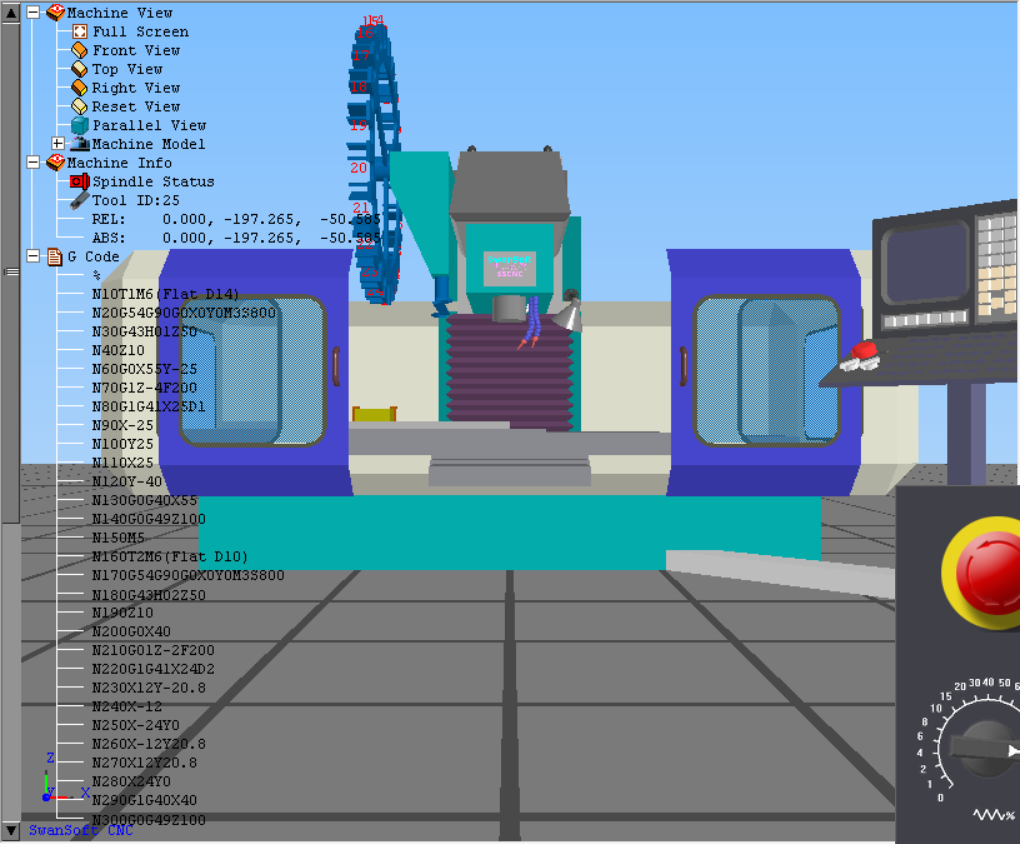 Machine View
Full Screen
Front View
Top View
Right View
Reset View
Parallel View
Machine Model
Machine Info
Spindle Status
Tool ID:25
REL: 0.000, -197.265, -50.585
ABS: 0.000, -197.265, -50.585
G Code
%
N10T1M6(Flat D14)
N20G54G90G0X0Y0M3S800
N30G43H01Z50
N40Z10
N60G0X55Y-25
N70G1Z-4F200
N80G1G41X25D1
N90X-25
N100Y25
N110X25
N120Y-40
N130G0G40X55
N140G0G49Z100
N150M5
N160T2M6(Flat D10)
N170G54G90G0X0Y0M3S800
N180G43H02Z50
N190Z10
N200G0X40
N210G01Z-2F200
N220G1G41X24D2
N230X12Y-20.8
N240X-12
N250X-24Y0
N260X-12Y20.8
N270X12Y20.8
N280X24Y0
N290G1G40X40
N300G0G49Z100
Z
Y
X
SwanSoft CNC
16
17
18
19
20
21
SwanSoft
SSCNC
0
1
2
4
6
8
10
15
20
30
40
50
%